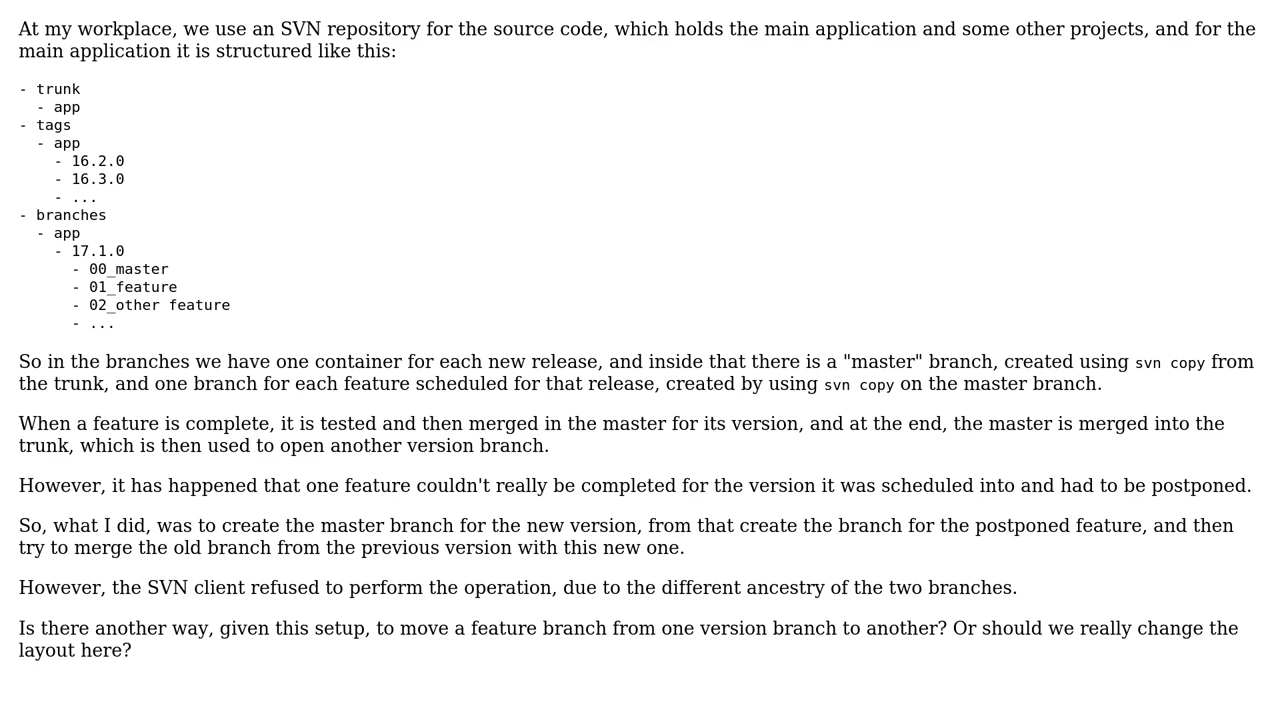 At my workplace, we use an SVN repository for the source code, which holds the main application and some other projects, and for the
main application it is structured like this:
- trunk
  - app
- tags
  - app
    - 16.2.0
    - 16.3.0
    - ...
- branches
  - app
    - 17.1.0
      - 00_master
      - 01_feature
      - 02_other feature
      - ...
So in the branches we have one container for each new release, and inside that there is a "master" branch, created using svn copy from
the trunk, and one branch for each feature scheduled for that release, created by using svn copy on the master branch.
When a feature is complete, it is tested and then merged in the master for its version, and at the end, the master is merged into the
trunk, which is then used to open another version branch.
However, it has happened that one feature couldn't really be completed for the version it was scheduled into and had to be postponed.
So, what I did, was to create the master branch for the new version, from that create the branch for the postponed feature, and then
try to merge the old branch from the previous version with this new one.
However, the SVN client refused to perform the operation, due to the different ancestry of the two branches.
Is there another way, given this setup, to move a feature branch from one version branch to another? Or should we really change the
layout here?